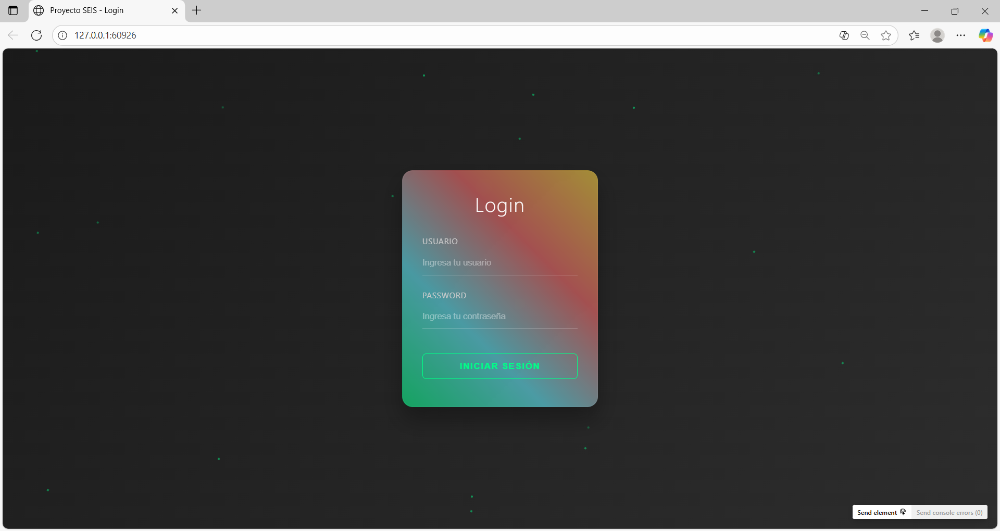 Proyecto SEIS - Login
127.0.0.1:60926
Login
USUARIO
Ingresa tu usuario
PASSWORD
Ingresa tu contraseña
INICIAR SESIÓN
Send element Send console errors (0)